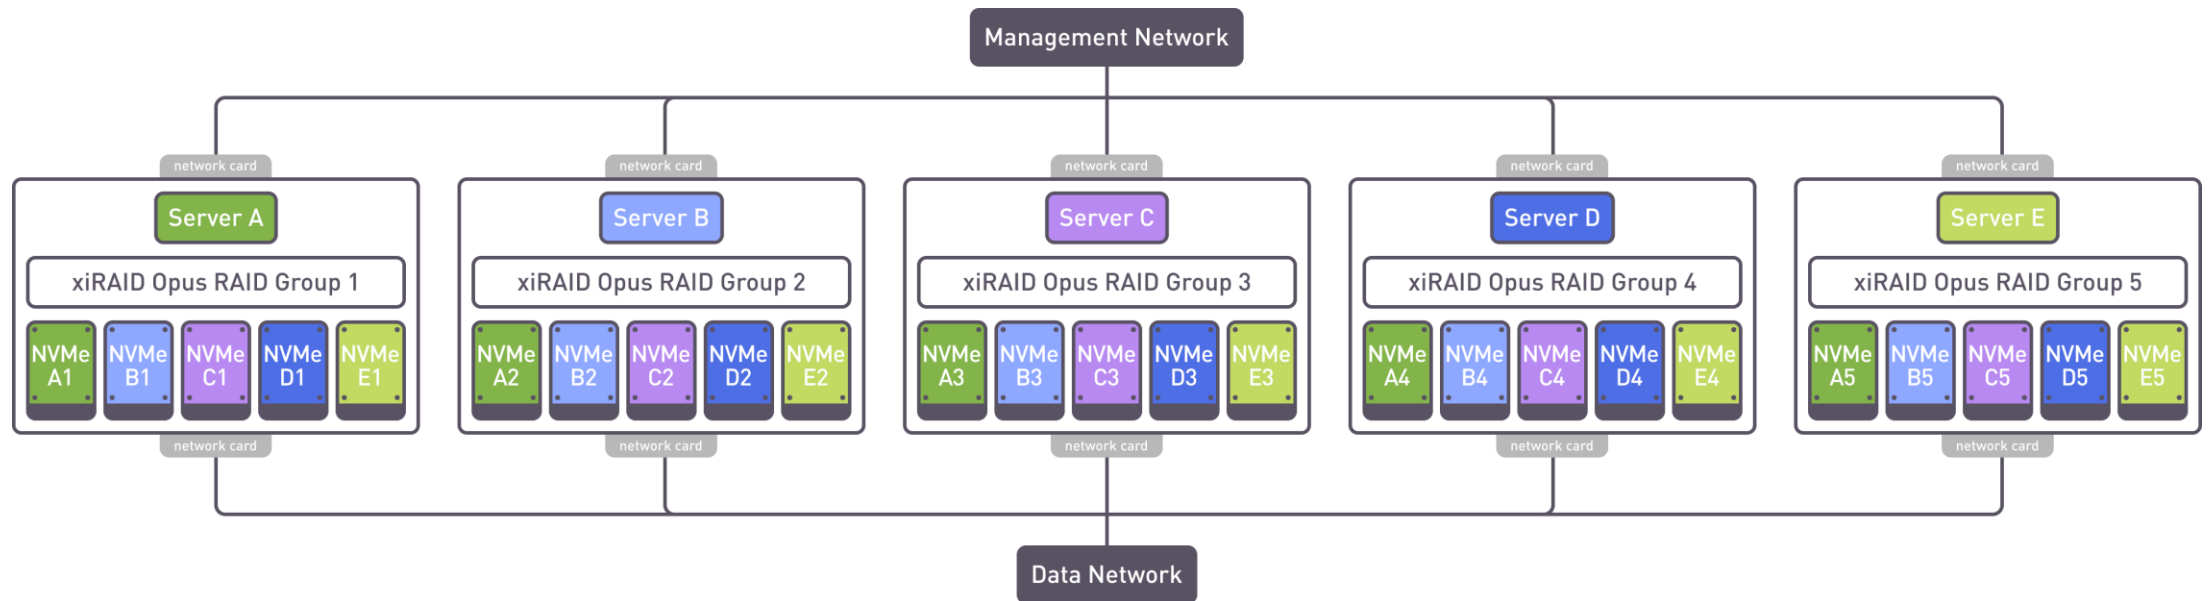 Management Network
network card
network card
network card
network card
network card
Server A
xiRAID Opus RAID Group 1
NVMe
A1
NVMe
B1
NVMe
C1
NVMe
D1
NVMe
E1
network card
Server B
xiRAID Opus RAID Group 2
NVMe
A2
NVMe
B2
NVMe
C2
NVMe
D2
NVMe
E2
network card
Server C
xiRAID Opus RAID Group 3
NVMe
A3
NVMe
B3
NVMe
C3
NVMe
D3
NVMe
E3
network card
Server D
xiRAID Opus RAID Group 4
NVMe
A4
NVMe
B4
NVMe
C4
NVMe
D4
NVMe
E4
network card
Server E
xiRAID Opus RAID Group 5
NVMe
A5
NVMe
B5
NVMe
C5
NVMe
D5
NVMe
E5
network card
Data Network